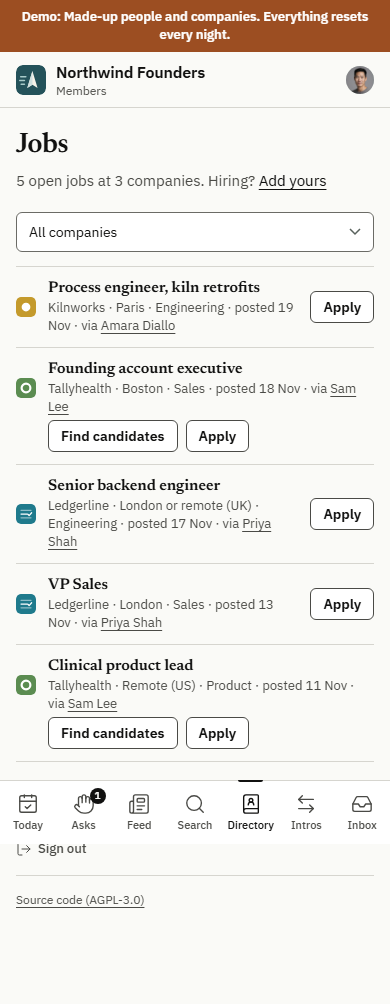 Demo: Made-up people and companies. Everything resets
every night.
Northwind Founders
Members
Jobs
5 open jobs at 3 companies. Hiring? Add yours
All companies
Process engineer, kiln retrofits
Kilnworks · Paris · Engineering · posted 19
Nov · via Amara Diallo
Apply
Founding account executive
Tallyhealth · Boston · Sales · posted 18 Nov · via Sam
Lee
Find candidates
Apply
Senior backend engineer
Ledgerline · London or remote (UK) ·
Engineering · posted 17 Nov · via Priya
Shah
Apply
VP Sales
Ledgerline · London · Sales · posted 13
Nov · via Priya Shah
Apply
Clinical product lead
Tallyhealth · Remote (US) · Product · posted 11 Nov ·
via Sam Lee
Find candidates
Apply
1
Today
Asks
Feed
Search
Directory
Intros
Inbox
Sign out
Source code (AGPL-3.0)